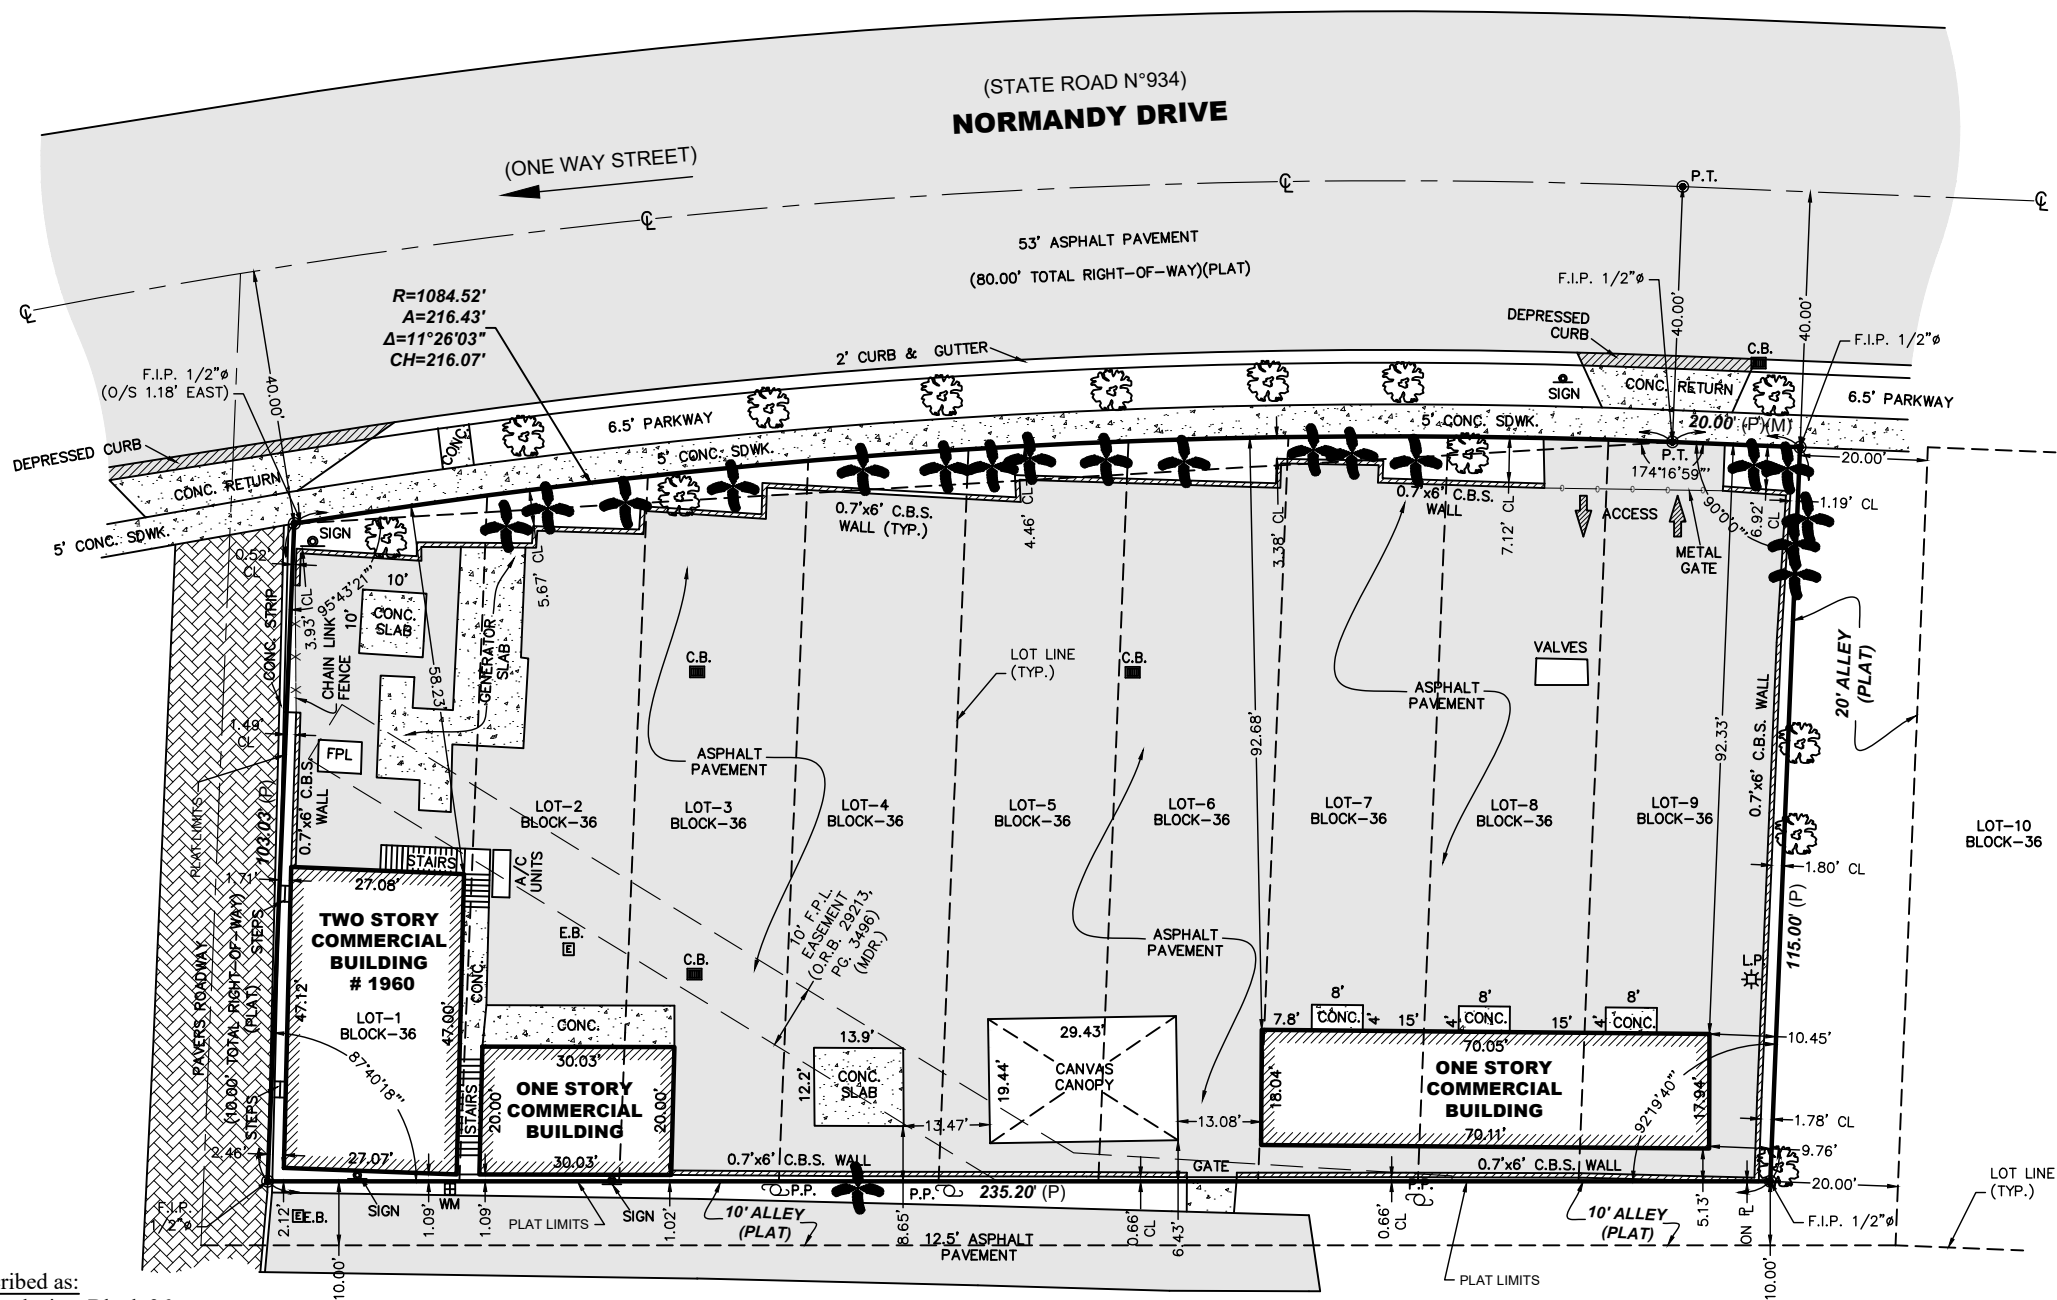 (STATE ROAD N°934)
NORMANDY DRIVE
(ONE WAY STREET)
P.T.
53' ASPHALT PAVEMENT
(80.00' TOTAL RIGHT-OF-WAY)(PLAT)
R=1084.52'
A=216.43'
Δ=11°26'03"
CH=216.07'
F.I.P. 1/2"ø
40.00'
40.00'
DEPRESSED
CURB
F.I.P. 1/2"ø
C.B.
2' CURB & GUTTER
F.I.P. 1/2"ø
(O/S 1.18' EAST)
40.00'
CONC. RETURN
SIGN
6.5' PARKWAY
6.5' PARKWAY
CONC.
5' CONC. SDWK.
20.00' (P)(M)
DEPRESSED CURB
CONC. RETURN
5' CONC. SDWK.
P.T.
174°16'59"
20.00'
5' CONC. SDWK.
SIGN
0.7'x6' C.B.S.
WALL (TYP.)
0.7'x6' C.B.S.
WALL
90°0'0"
6.92'
CL
1.19' CL
ACCESS
METAL
GATE
0.52'
CL
3.93' CL
95°43'21"
5.67' CL
4.46' CL
3.38' CL
7.12' CL
10'
10'
CONC.
SLAB
CONC. STRIP
CHAIN LINK
FENCE
58.23'
GENERATOR
SLAB
C.B.
C.B.
LOT LINE
(TYP.)
VALVES
20' ALLEY
(PLAT)
ASPHALT
PAVEMENT
92.68'
92.33'
0.7'x6' C.B.S. WALL
1.49'
CL
FPL
0.7'x6' C.B.S.
WALL
ASPHALT
PAVEMENT
PLAT LIMITS
103.03' (P)
LOT-2
BLOCK-36
LOT-3
BLOCK-36
LOT-4
BLOCK-36
LOT-5
BLOCK-36
LOT-6
BLOCK-36
LOT-7
BLOCK-36
LOT-8
BLOCK-36
LOT-9
BLOCK-36
LOT-10
BLOCK-36
STAIRS
A/C
UNITS
1.71'
27.08'
1.80' CL
115.00' (P)
TWO STORY
COMMERCIAL
BUILDING
# 1960
LOT-1
BLOCK-36
47.12'
47.00'
87°40'18"
CONC.
E.B.
E
C.B.
10' F.P.L.
EASEMENT
(O.R.B. 29213,
PG. 3496)
(MDR.)
ASPHALT
PAVEMENT
L.P.
PAVERS ROADWAY
(10.00' TOTAL RIGHT-OF-WAY)
(PLAT)
STEPS
STEPS
CONC.
30.03'
ONE STORY
COMMERCIAL
BUILDING
20.00'
20.00'
30.03'
STAIRS
13.9'
12.2'
CONC.
SLAB
29.43'
CANVAS
CANOPY
19.44'
13.47'
13.08'
7.8'
8'
CONC.
4'
15'
8'
CONC.
4'
15'
8'
CONC.
4'
70.05'
ONE STORY
COMMERCIAL
BUILDING
18.04'
17.94'
70.11'
92°19'40"
10.45'
1.78' CL
9.76'
2.46'
27.07'
0.7'x6' C.B.S. WALL
GATE
0.7'x6' C.B.S. WALL
LOT LINE
(TYP.)
20.00'
F.I.P.
1/2"ø
2.12'
E
E.B.
SIGN
1.09'
WM
1.09'
PLAT LIMITS
SIGN
1.02'
10' ALLEY
(PLAT)
P.P.
P.P.
235.20' (P)
8.65'
12.5' ASPHALT
PAVEMENT
0.66'
CL
6.43'
0.66'
CL
10' ALLEY
(PLAT)
5.13'
ON PL
F.I.P. 1/2"ø
10.00'
10.00'
PLAT LIMITS
ribed as: